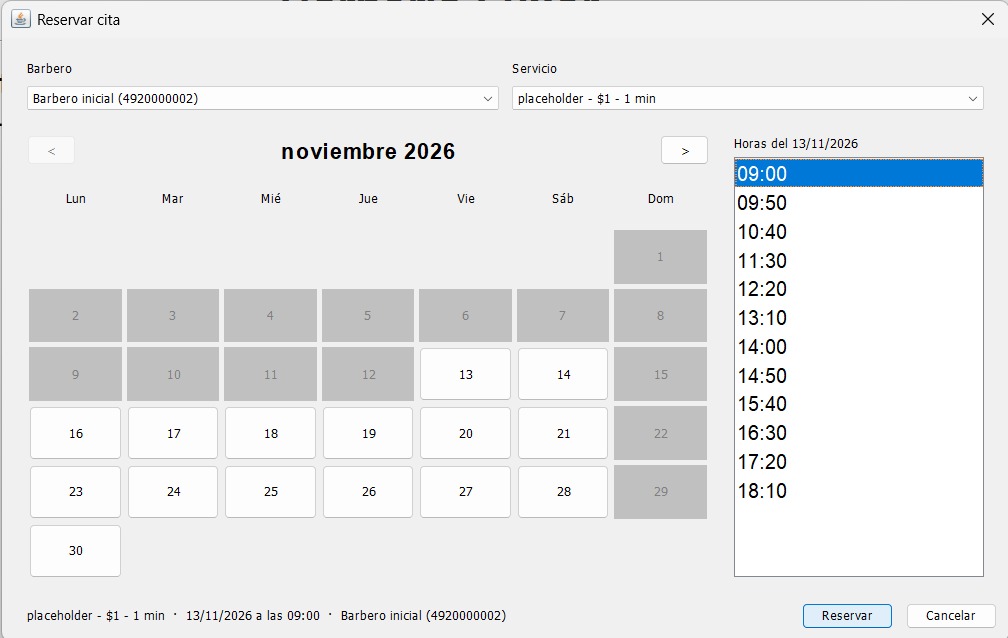 Reservar cita
Barbero
Servicio
Barbero inicial (4920000002)
placeholder - $1 - 1 min
<
noviembre 2026
>
Lun Mar Mié Jue Vie Sáb Dom
1
2 3 4 5 6 7 8
9 10 11 12 13 14 15
16 17 18 19 20 21 22
23 24 25 26 27 28 29
30
Horas del 13/11/2026
09:00
09:50
10:40
11:30
12:20
13:10
14:00
14:50
15:40
16:30
17:20
18:10
placeholder - $1 - 1 min · 13/11/2026 a las 09:00 · Barbero inicial (4920000002)
Reservar
Cancelar